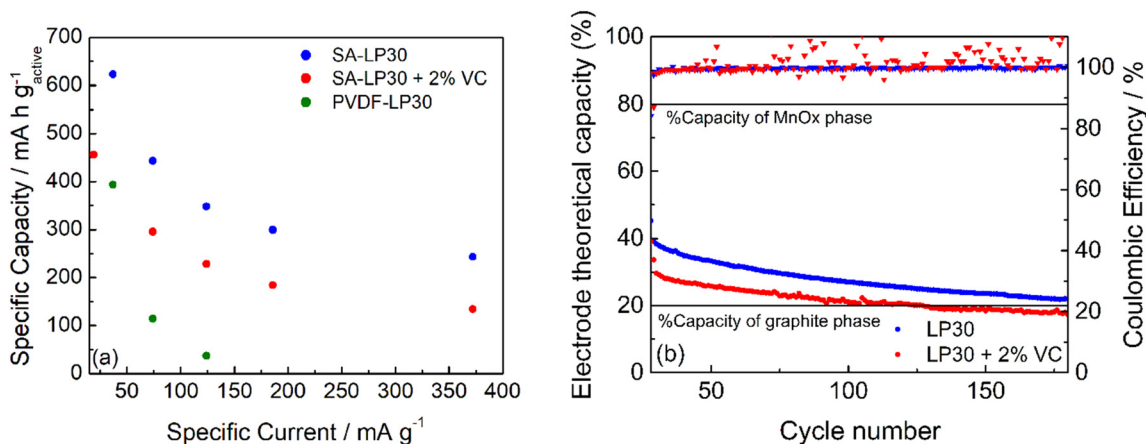 Specific Capacity / mA h g⁻¹active
700
600
500
400
300
200
100
0
SA-LP30
SA-LP30 + 2% VC
PVDF-LP30
(a)
50 100 150 200 250 300 350 400
Specific Current / mA g⁻¹
Electrode theoretical capacity (%)
100
80
60
40
20
0
%Capacity of MnOx phase
%Capacity of graphite phase
LP30
LP30 + 2% VC
(b)
50 100 150
Cycle number
100
80
60
40
20
0
Coulombic Efficiency / %